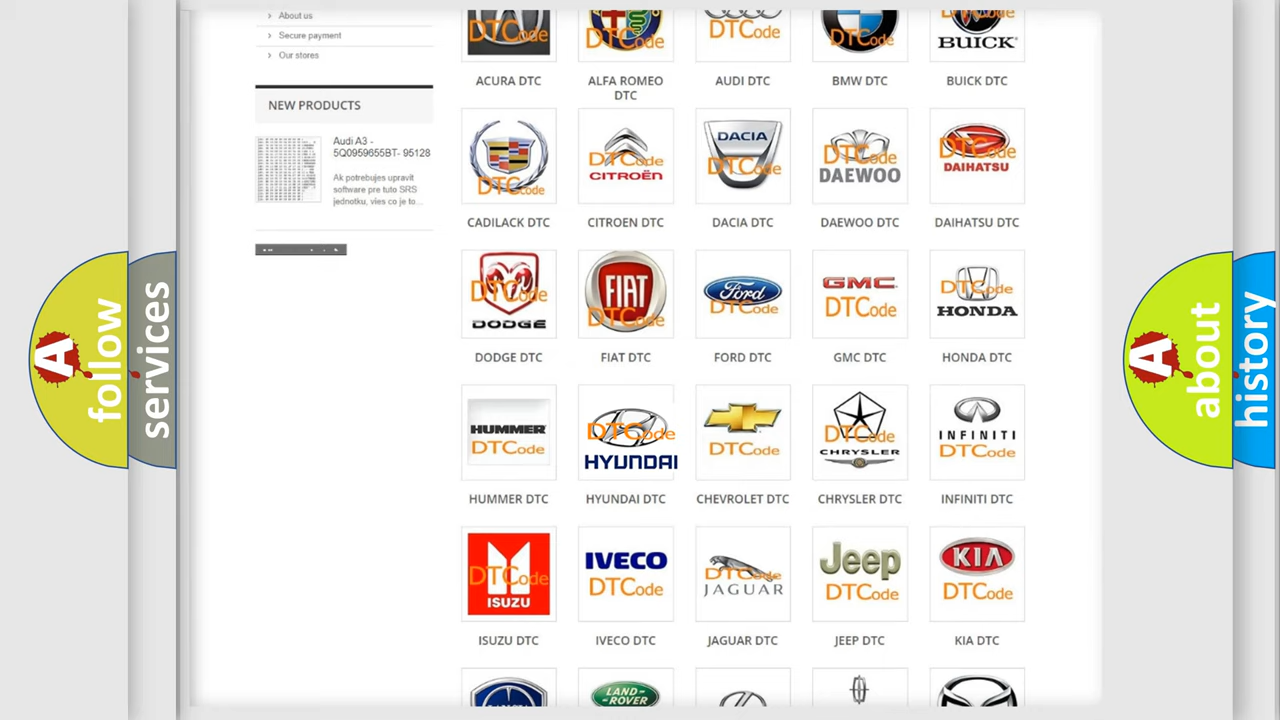 About us
Secure payment
Our stores
NEW PRODUCTS
Audi A3 -
5Q0959655BT- 95128
Ak potrebujes upravit
software pre tuto SRS
jednotku, vies co je to...
DTCode
DTCode
DTCode
DTCode
BUICK
ACURA DTC
ALFA ROMEO
DTC
AUDI DTC
BMW DTC
BUICK DTC
DTCode
DTCode
CITROËN
DACIA
DTCode
DTCode
DAEWOO
DTCode
DAIHATSU
CADILACK DTC
CITROEN DTC
DACIA DTC
DAEWOO DTC
DAIHATSU DTC
DTCode
DODGE
FIAT
DTCode
Ford
DTCode
GMC
DTCode
DTCode
HONDA
DODGE DTC
FIAT DTC
FORD DTC
GMC DTC
HONDA DTC
HUMMER
DTCode
DTCode
HYUNDAI
DTCode
DTCode
CHRYSLER
INFINITI
DTCode
HUMMER DTC
HYUNDAI DTC
CHEVROLET DTC
CHRYSLER DTC
INFINITI DTC
DTCode
ISUZU
IVECO
DTCode
DTCode
JAGUAR
Jeep
DTCode
KIA
DTCode
ISUZU DTC
IVECO DTC
JAGUAR DTC
JEEP DTC
KIA DTC
LAND-
ROVER
A
follow
services
A
about
history